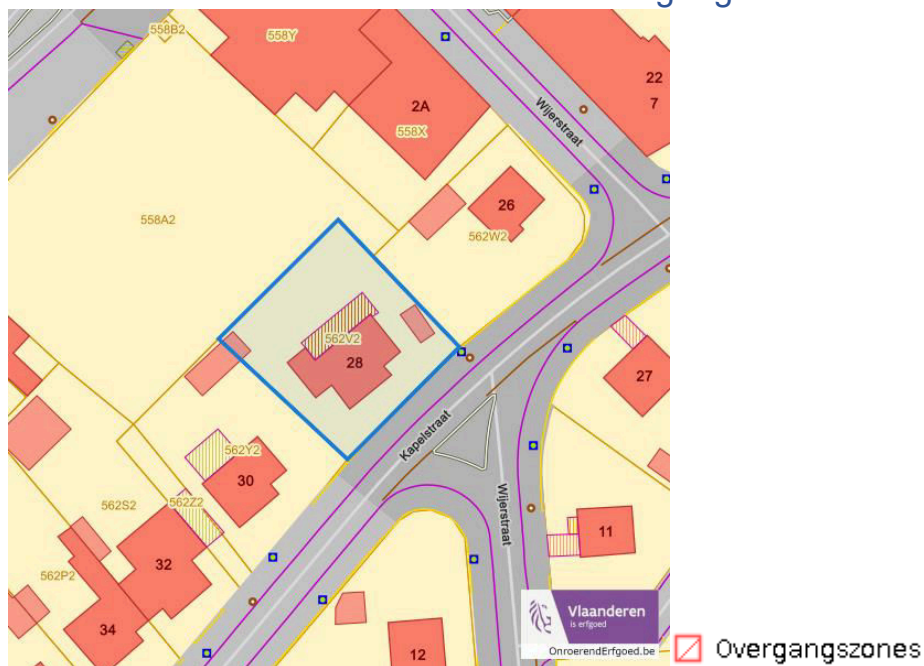 558B2
558Y
2A
558X
22
7
Wijerstraat
26
562W2
558A2
562V2
28
27
Kapelstraat
30
562Y2
Wijerstraat
11
562S2
562Z2
32
562P2
34
12
Vlaanderen
is erfgoed
OnroerendErfgoed.be
Overgangszones